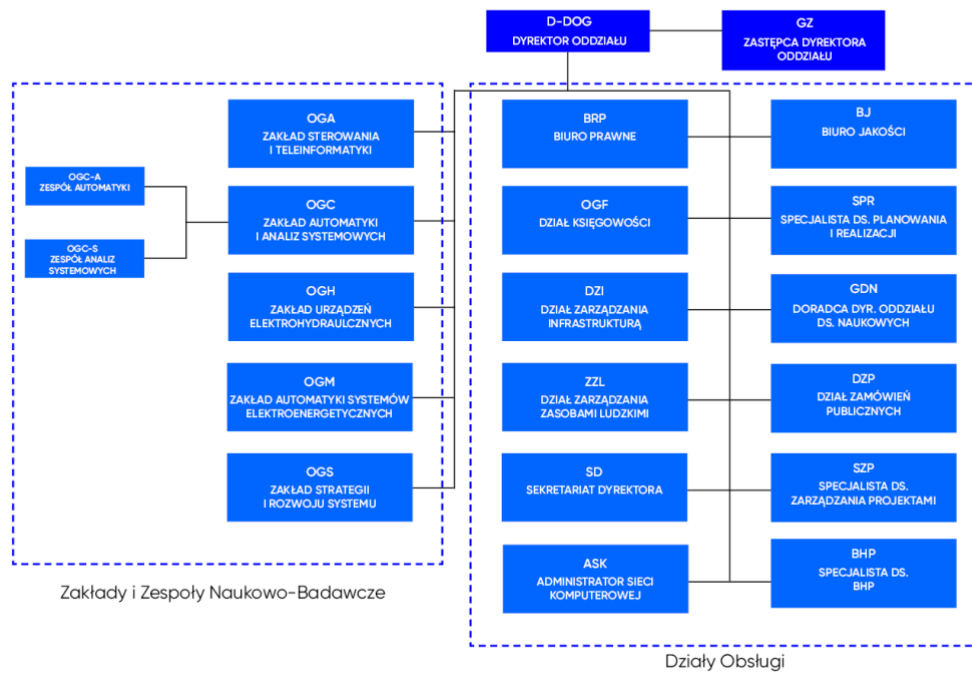 D-DOG
DYREKTOR ODDZIAŁU
GZ
ZASTĘPCA DYREKTORA
ODDZIAŁU
OGA
ZAKŁAD STEROWANIA
I TELEINFORMATYKI
OGC-A
ZESPÓŁ AUTOMATYKI
OGC-S
ZESPÓŁ ANALIZ
SYSTEMOWYCH
OGC
ZAKŁAD AUTOMATYKI
I ANALIZ SYSTEMOWYCH
OGH
ZAKŁAD URZĄDZEŃ
ELEKTROHYDRAULCZNYCH
OGM
ZAKŁAD AUTOMATYKI SYSTEMÓW
ELEKTROENERGETYCZNYCH
OGS
ZAKŁAD STRATEGII
I ROZWOJU SYSTEMU
Zakłady i Zespoły Naukowo-Badawcze
BRP
BIURO PRAWNE
BJ
BIURO JAKOŚCI
OGF
DZIAŁ KSIĘGOWOŚCI
SPR
SPECJALISTA DS. PLANOWANIA
I REALIZACJI
DZI
DZIAŁ ZARZĄDZANIA
INFRASTRUKTURĄ
GDN
DORADCA DYR. ODDZIAŁU
DS. NAUKOWYCH
ZZL
DZIAŁ ZARZĄDZANIA
ZASOBAMI LUDZKIMI
DZP
DZIAŁ ZAMÓWIEŃ
PUBLICZNYCH
SD
SEKRETARIAT DYREKTORA
SZP
SPECJALISTA DS.
ZARZĄDZANIA PROJEKTAMI
ASK
ADMINISTRATOR SIECI
KOMPUTEROWEJ
BHP
SPECJALISTA DS.
BHP
Działy Obsługi